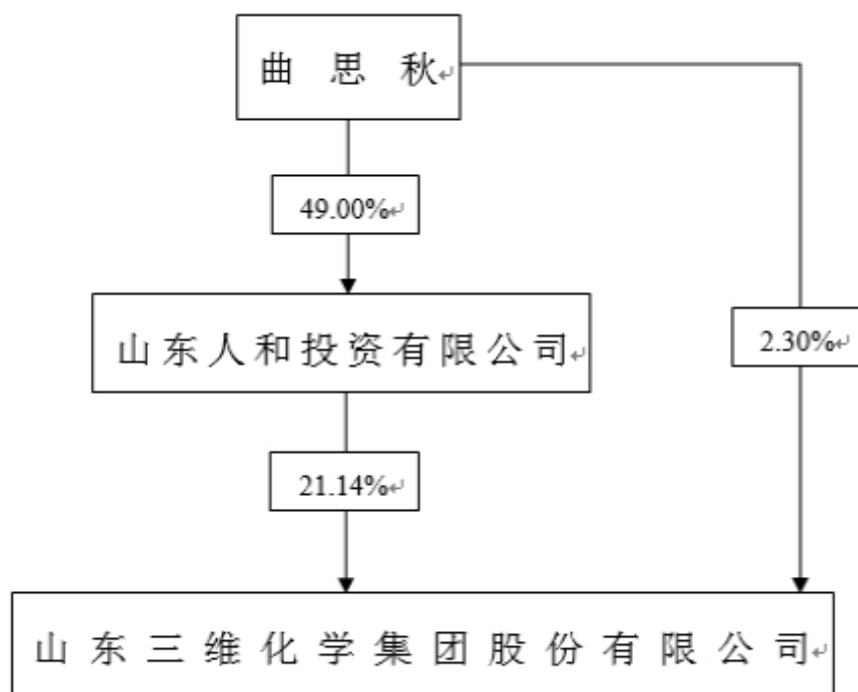 曲思秋
49.00%
山东人和投资有限公司
2.30%
21.14%
山东三维化学集团股份有限公司